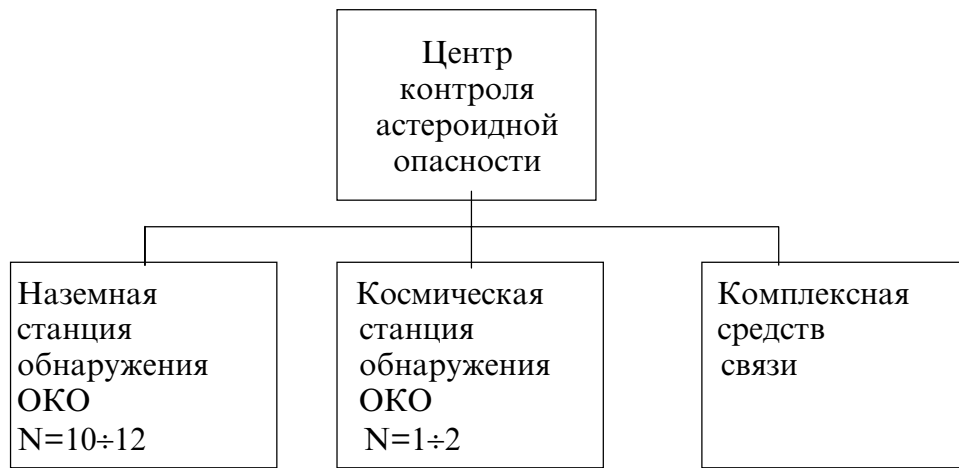 Центр
контроля
астероидной
опасности
Наземная
станция
обнаружения
ОКО
N=10÷12
Космическая
станция
обнаружения
ОКО
N=1÷2
Комплексная
средств
связи